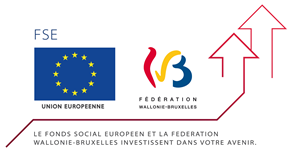 FSE
UNION EUROPEENNE
FÉDÉRATION
WALLONIE-BRUXELLES
LE FONDS SOCIAL EUROPEEN ET LA FEDERATION
WALLONIE-BRUXELLES INVESTISSENT DANS VOTRE AVENIR.